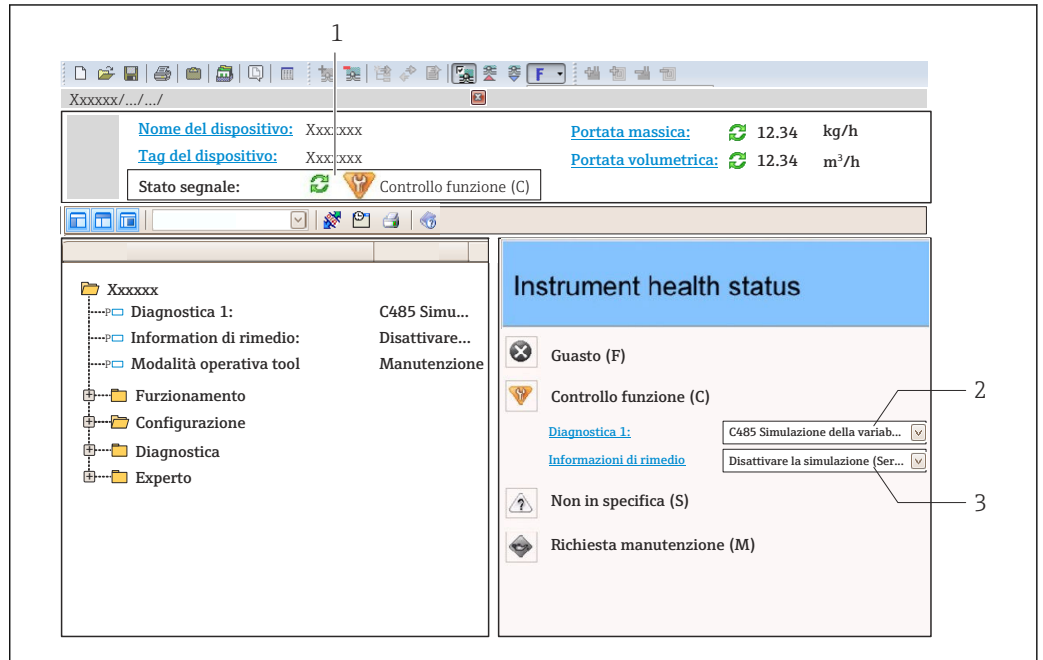 1
F
Xxxxxx/.../.../
Nome del dispositivo: Xxxxxxx Portata massica: 12.34 kg/h
Tag del dispositivo: Xxxxxxx Portata volumetrica: 12.34 m³/h
Stato segnale: Controllo funzione (C)
Xxxxxx
P Diagnostica 1: C485 Simu...
P Information di rimedio: Disattivare...
P Modalità operativa tool Manutenzione
Furzionamento
Configurazione
Diagnostica
Experto
Instrument health status
Guasto (F)
Controllo funzione (C)
2
Diagnostica 1: C485 Simulazione della variab...
Informazioni di rimedio Disattivare la simulazione (Ser...
3
Non in specifica (S)
Richiesta manutenzione (M)